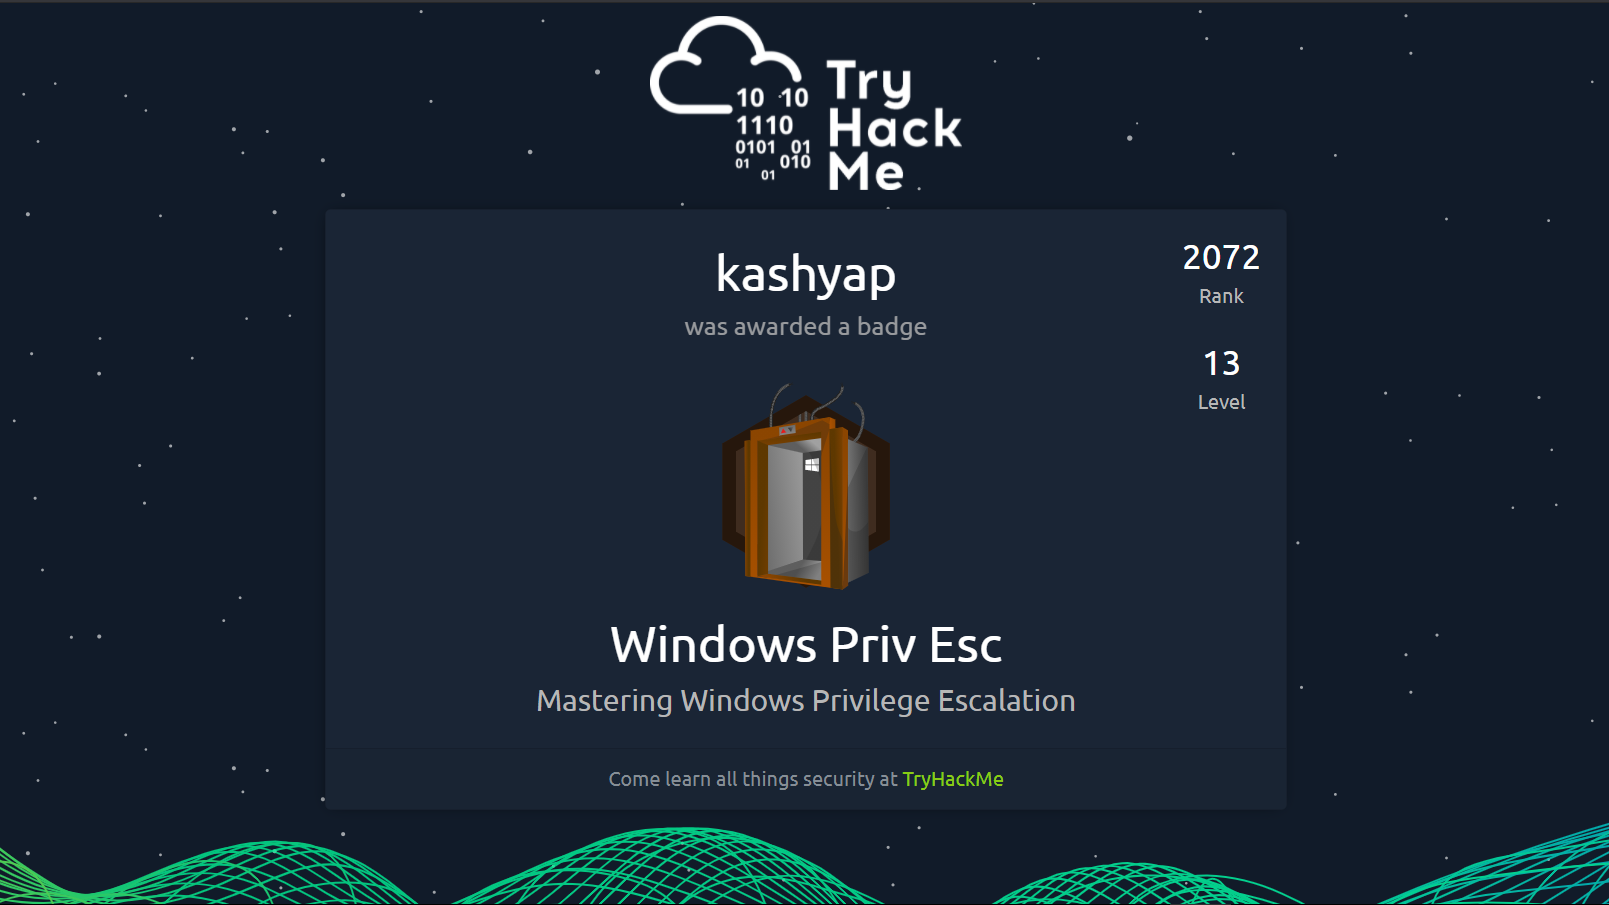 10 10
1110
0101 01
01 010
01
Try
Hack
Me
kashyap
was awarded a badge
2072
Rank
13
Level
Windows Priv Esc
Mastering Windows Privilege Escalation
Come learn all things security at TryHackMe